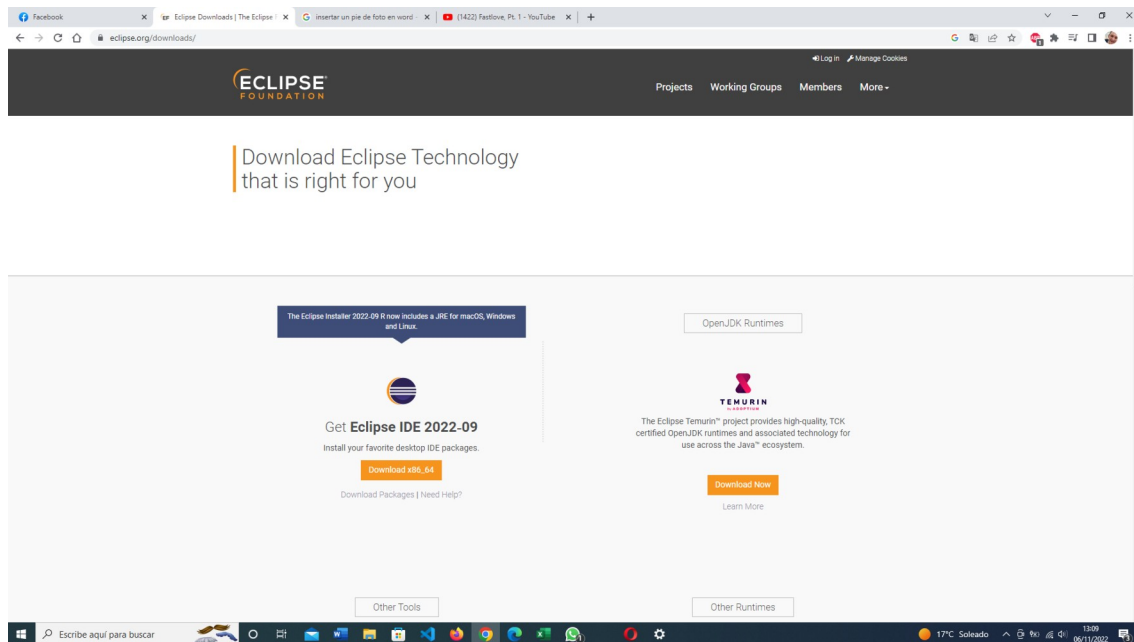 Facebook
Eclipse Downloads | The Eclipse
insertar un pie de foto en word -
(1422) Fastlove, Pt. 1 - YouTube
eclipse.org/downloads/
Log in Manage Cookies
ECLIPSE
FOUNDATION
Projects Working Groups Members More
Download Eclipse Technology
that is right for you
The Eclipse Installer 2022-09 R now includes a JRE for macOS, Windows
and Linux.
Get Eclipse IDE 2022-09
Install your favorite desktop IDE packages.
Download x86_64
Download Packages | Need Help?
OpenJDK Runtimes
TEMURIN
BY ADOPTIUM
The Eclipse Temurin™ project provides high-quality, TCK
certified OpenJDK runtimes and associated technology for
use across the Java™ ecosystem.
Download Now
Learn More
Other Tools
Other Runtimes
Escribe aquí para buscar
17°C Soleado
13:09
06/11/2022